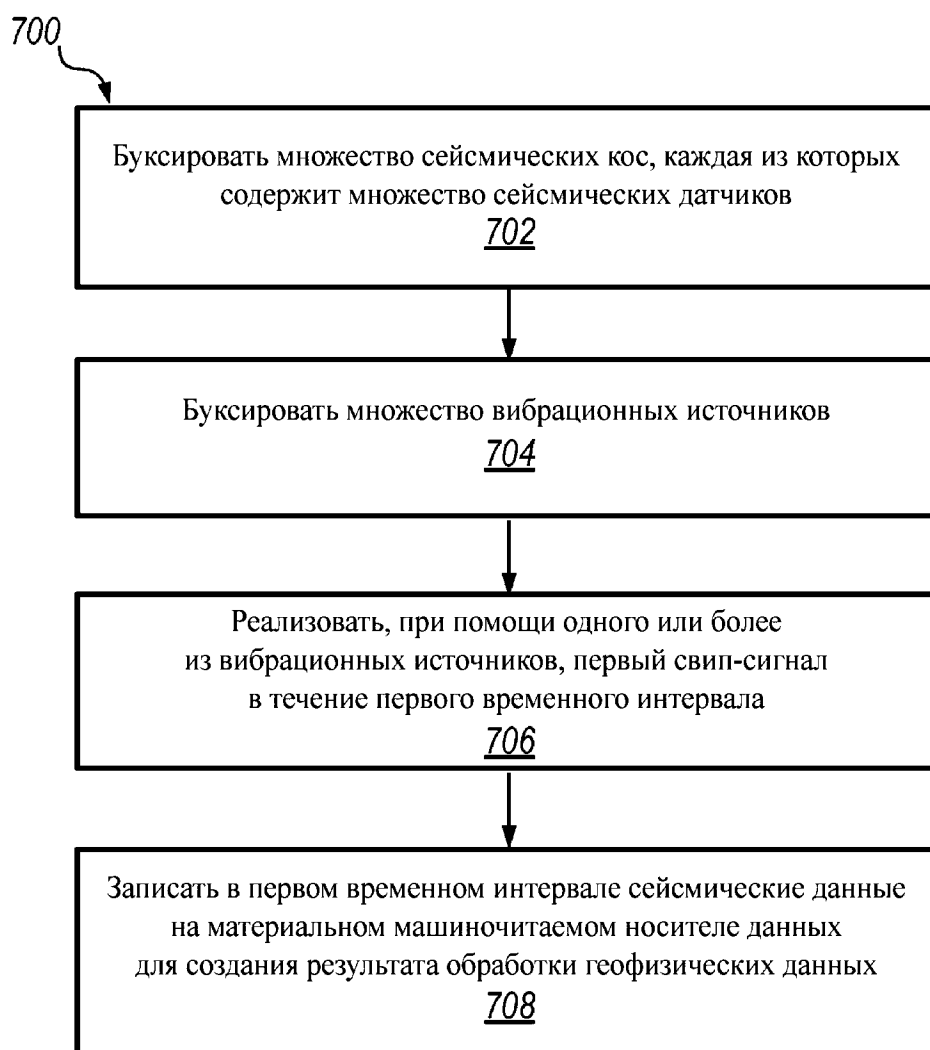 700
Буксировать множество сейсмических кос, каждая из которых
содержит множество сейсмических датчиков
702
Буксировать множество вибрационных источников
704
Реализовать, при помощи одного или более
из вибрационных источников, первый свип-сигнал
в течение первого временного интервала
706
Записать в первом временном интервале сейсмические данные
на материальном машиночитаемом носителе данных
для создания результата обработки геофизических данных
708